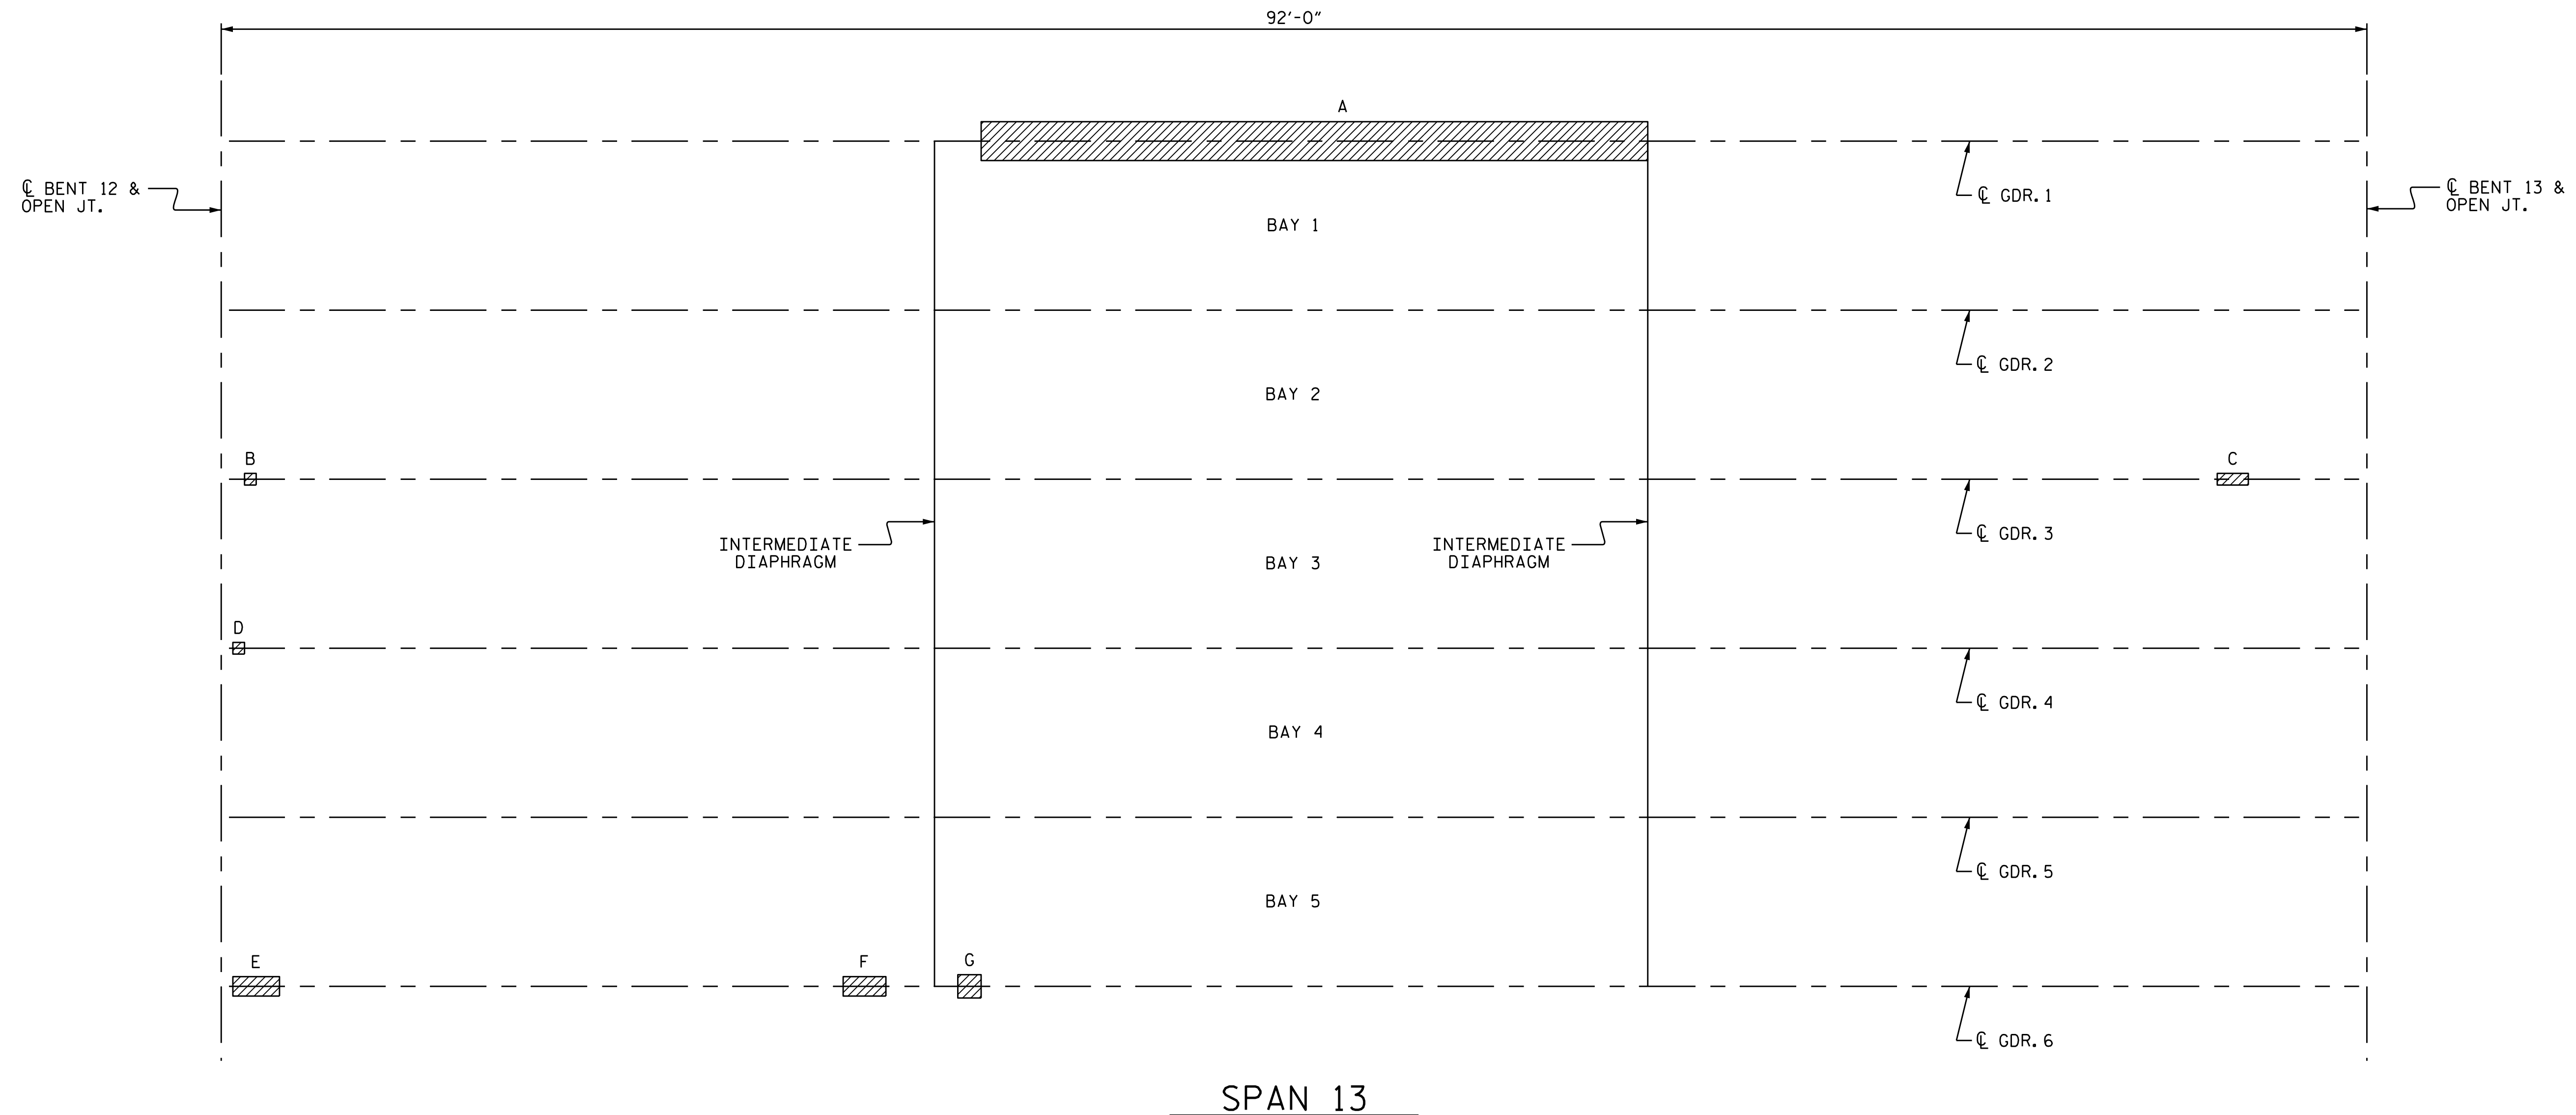 92'-0"
A
℄ BENT 12 &
OPEN JT.
℄ GDR. 1
℄ BENT 13 &
OPEN JT.
BAY 1
℄ GDR. 2
BAY 2
B
C
INTERMEDIATE
DIAPHRAGM
INTERMEDIATE
DIAPHRAGM
℄ GDR. 3
BAY 3
D
℄ GDR. 4
BAY 4
℄ GDR. 5
BAY 5
E
F
G
℄ GDR. 6
SPAN 13